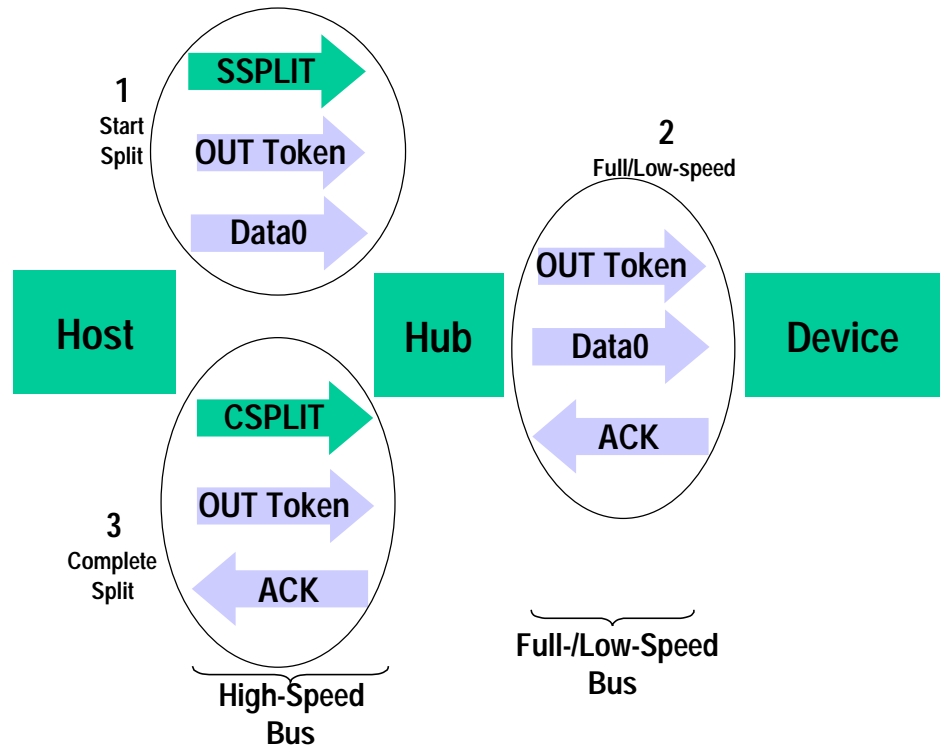 SSPLIT
1
Start
Split
OUT Token
Data0
2
Full/Low-speed
OUT Token
Data0
ACK
Host
Hub
Device
CSPLIT
OUT Token
ACK
3
Complete
Split
High-Speed
Bus
Full-/Low-Speed
Bus